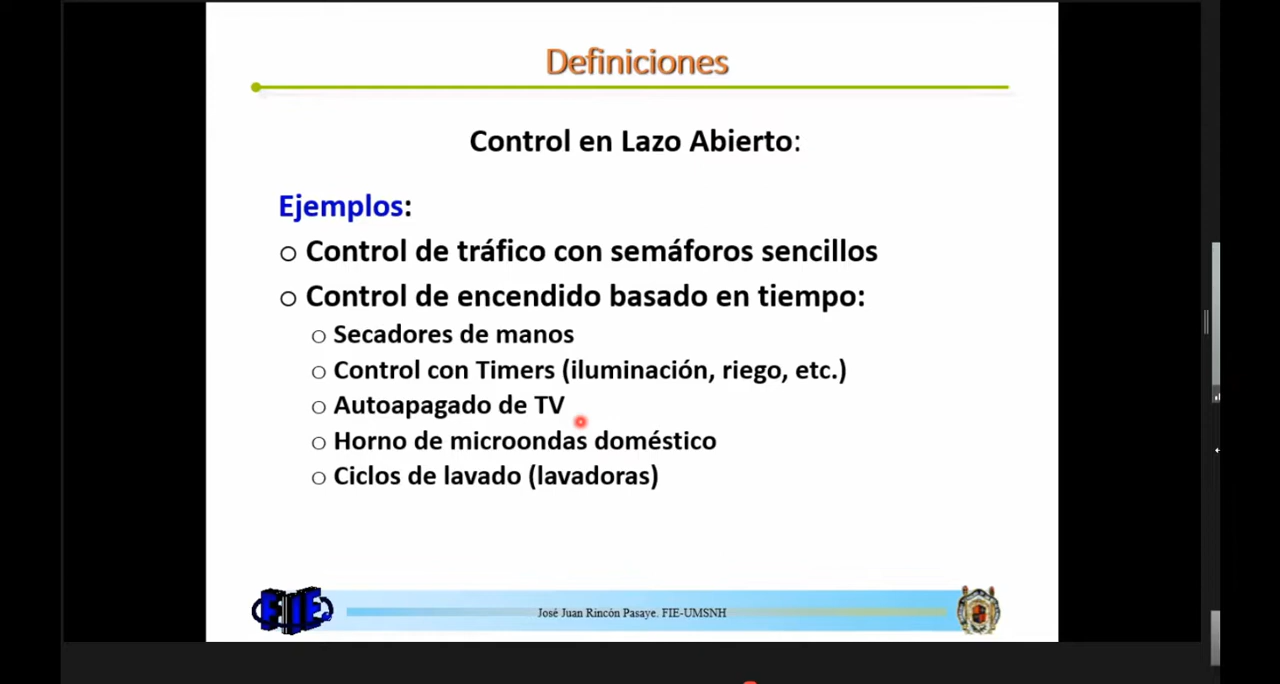 Definiciones
Control en Lazo Abierto:
Ejemplos:
Control de tráfico con semáforos sencillos
Control de encendido basado en tiempo:
Secadores de manos
Control con Timers (iluminación, riego, etc.)
Autoapagado de TV
Horno de microondas doméstico
Ciclos de lavado (lavadoras)
FIE
José Juan Rincón Pasaye. FIE-UMSNH